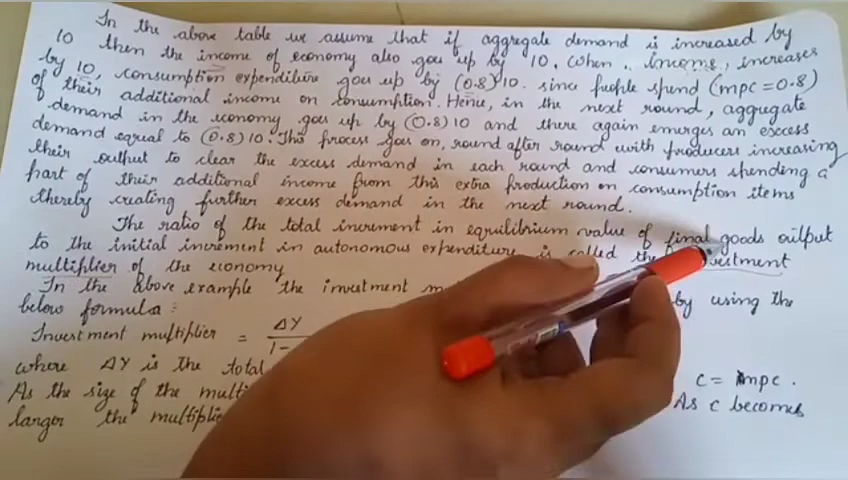 In the above table we assume that if aggregate demand is increased by
10 then the income of economy also goes up by 10. When income increases
by 10, consumption expenditure goes up by (0.8)10. since people spend (mpc=0.8)
of their additional income on consumption. Hence, in the next round, aggregate
demand in the economy goes up by (0.8)10 and there again emerges an excess
demand equal to (0.8)10. This process goes on, round after round with producers increasing
their output to clear the excess demand in each round and consumers spending a
part of their additional income from this extra production on consumption items
thereby creating further excess demand in the next round.
The ratio of the total increment in equilibrium value of final goods output
to the initial increment in autonomous expenditure is called the
multiplier of the economy
In the above example the investment by using the
below formula :
Investment multiplier = ΔY
1-
where ΔY is the total c= mpc.
As the size of the As c becomes
larger the